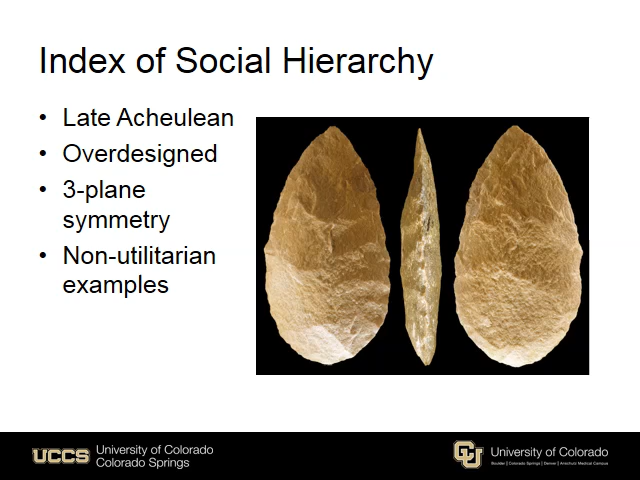 Index of Social Hierarchy
• Late Acheulean
• Overdesigned
• 3-plane
symmetry
• Non-utilitarian
examples
UCCS
University of Colorado
Colorado Springs
CU
University of Colorado
Boulder | Colorado Springs | Denver | Anschutz Medical Campus